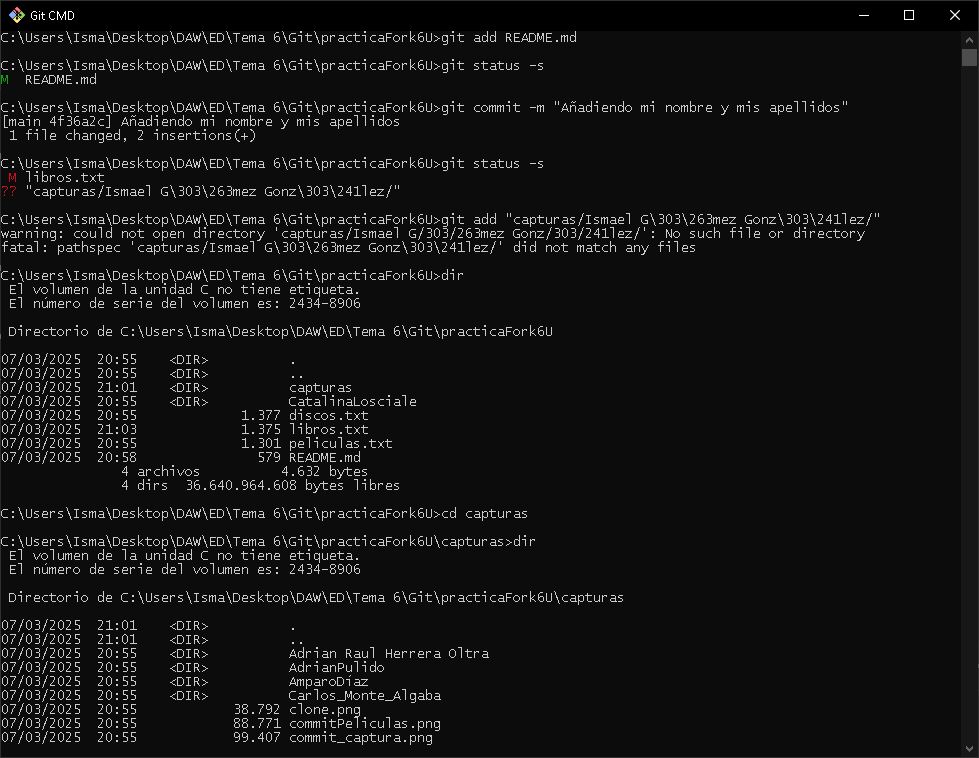 Git CMD
C:\Users\Isma\Desktop\DAW\ED\Tema 6\Git\practicaFork6U>git add README.md
C:\Users\Isma\Desktop\DAW\ED\Tema 6\Git\practicaFork6U>git status -s
M  README.md
C:\Users\Isma\Desktop\DAW\ED\Tema 6\Git\practicaFork6U>git commit -m "Añadiendo mi nombre y mis apellidos"
[main 4f36a2c] Añadiendo mi nombre y mis apellidos
 1 file changed, 2 insertions(+)
C:\Users\Isma\Desktop\DAW\ED\Tema 6\Git\practicaFork6U>git status -s
 M libros.txt
?? "capturas/Ismael G\303\263mez Gonz\303\241lez/"
C:\Users\Isma\Desktop\DAW\ED\Tema 6\Git\practicaFork6U>git add "capturas/Ismael G\303\263mez Gonz\303\241lez/"
warning: could not open directory 'capturas/Ismael G/303/263mez Gonz/303/241lez/': No such file or directory
fatal: pathspec 'capturas/Ismael G\303\263mez Gonz\303\241lez/' did not match any files
C:\Users\Isma\Desktop\DAW\ED\Tema 6\Git\practicaFork6U>dir
 El volumen de la unidad C no tiene etiqueta.
 El número de serie del volumen es: 2434-8906
 Directorio de C:\Users\Isma\Desktop\DAW\ED\Tema 6\Git\practicaFork6U
07/03/2025  20:55    <DIR>          .
07/03/2025  20:55    <DIR>          ..
07/03/2025  21:01    <DIR>          capturas
07/03/2025  20:55    <DIR>          CatalinaLosciale
07/03/2025  20:55             1.377 discos.txt
07/03/2025  21:03             1.375 libros.txt
07/03/2025  20:55             1.301 peliculas.txt
07/03/2025  20:58               579 README.md
               4 archivos          4.632 bytes
               4 dirs  36.640.964.608 bytes libres
C:\Users\Isma\Desktop\DAW\ED\Tema 6\Git\practicaFork6U>cd capturas
C:\Users\Isma\Desktop\DAW\ED\Tema 6\Git\practicaFork6U\capturas>dir
 El volumen de la unidad C no tiene etiqueta.
 El número de serie del volumen es: 2434-8906
 Directorio de C:\Users\Isma\Desktop\DAW\ED\Tema 6\Git\practicaFork6U\capturas
07/03/2025  21:01    <DIR>          .
07/03/2025  21:01    <DIR>          ..
07/03/2025  20:55    <DIR>          Adrian Raul Herrera Oltra
07/03/2025  20:55    <DIR>          AdrianPulido
07/03/2025  20:55    <DIR>          AmparoDíaz
07/03/2025  20:55    <DIR>          Carlos_Monte_Algaba
07/03/2025  20:55            38.792 clone.png
07/03/2025  20:55            88.771 commitPeliculas.png
07/03/2025  20:55            99.407 commit_captura.png